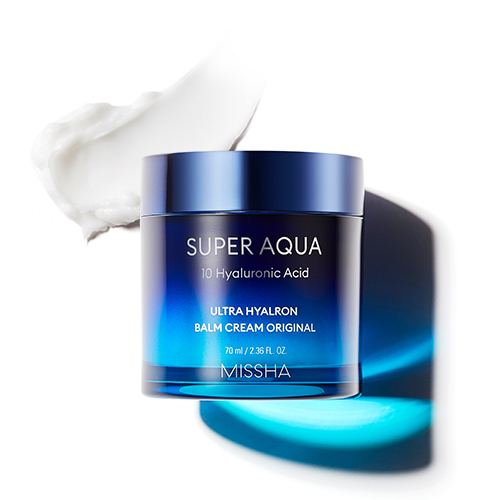 SUPER AQUA
10 Hyaluronic Acid
ULTRA HYALRON
BALM CREAM ORIGINAL
70 ml / 2.36 FL. OZ.
MISSHA